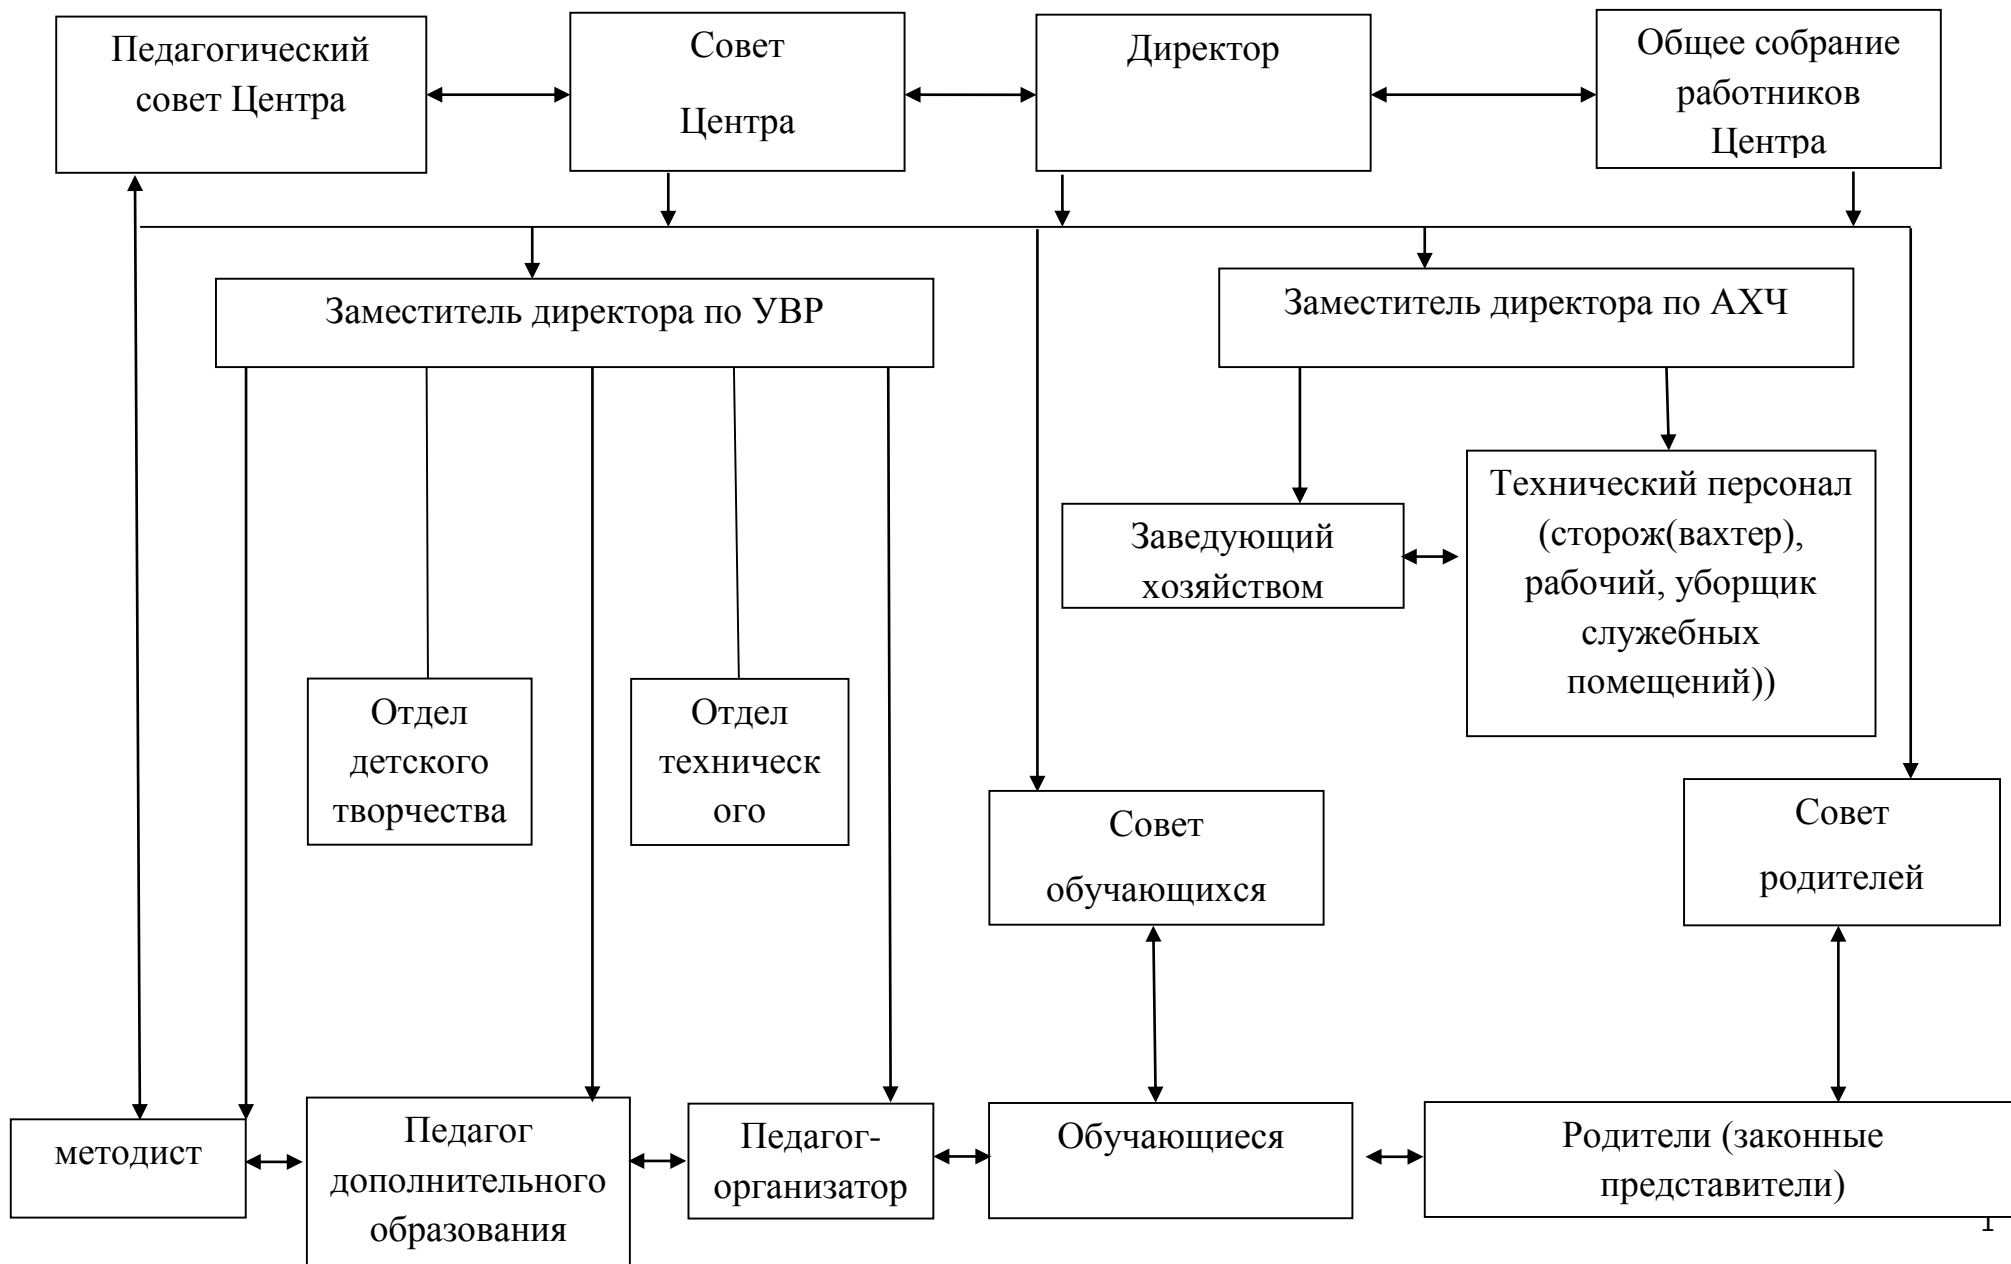 Педагогический
совет Центра
Совет
Центра
Директор
Общее собрание
работников
Центра
Заместитель директора по УВР
Заместитель директора по АХЧ
Заведующий
хозяйством
Технический персонал
(сторож(вахтер),
рабочий, уборщик
служебных
помещений))
Отдел
детского
творчества
Отдел
техническ
ого
Совет
обучающихся
Совет
родителей
методист
Педагог
дополнительного
образования
Педагог-
организатор
Обучающиеся
Родители (законные
представители)
1